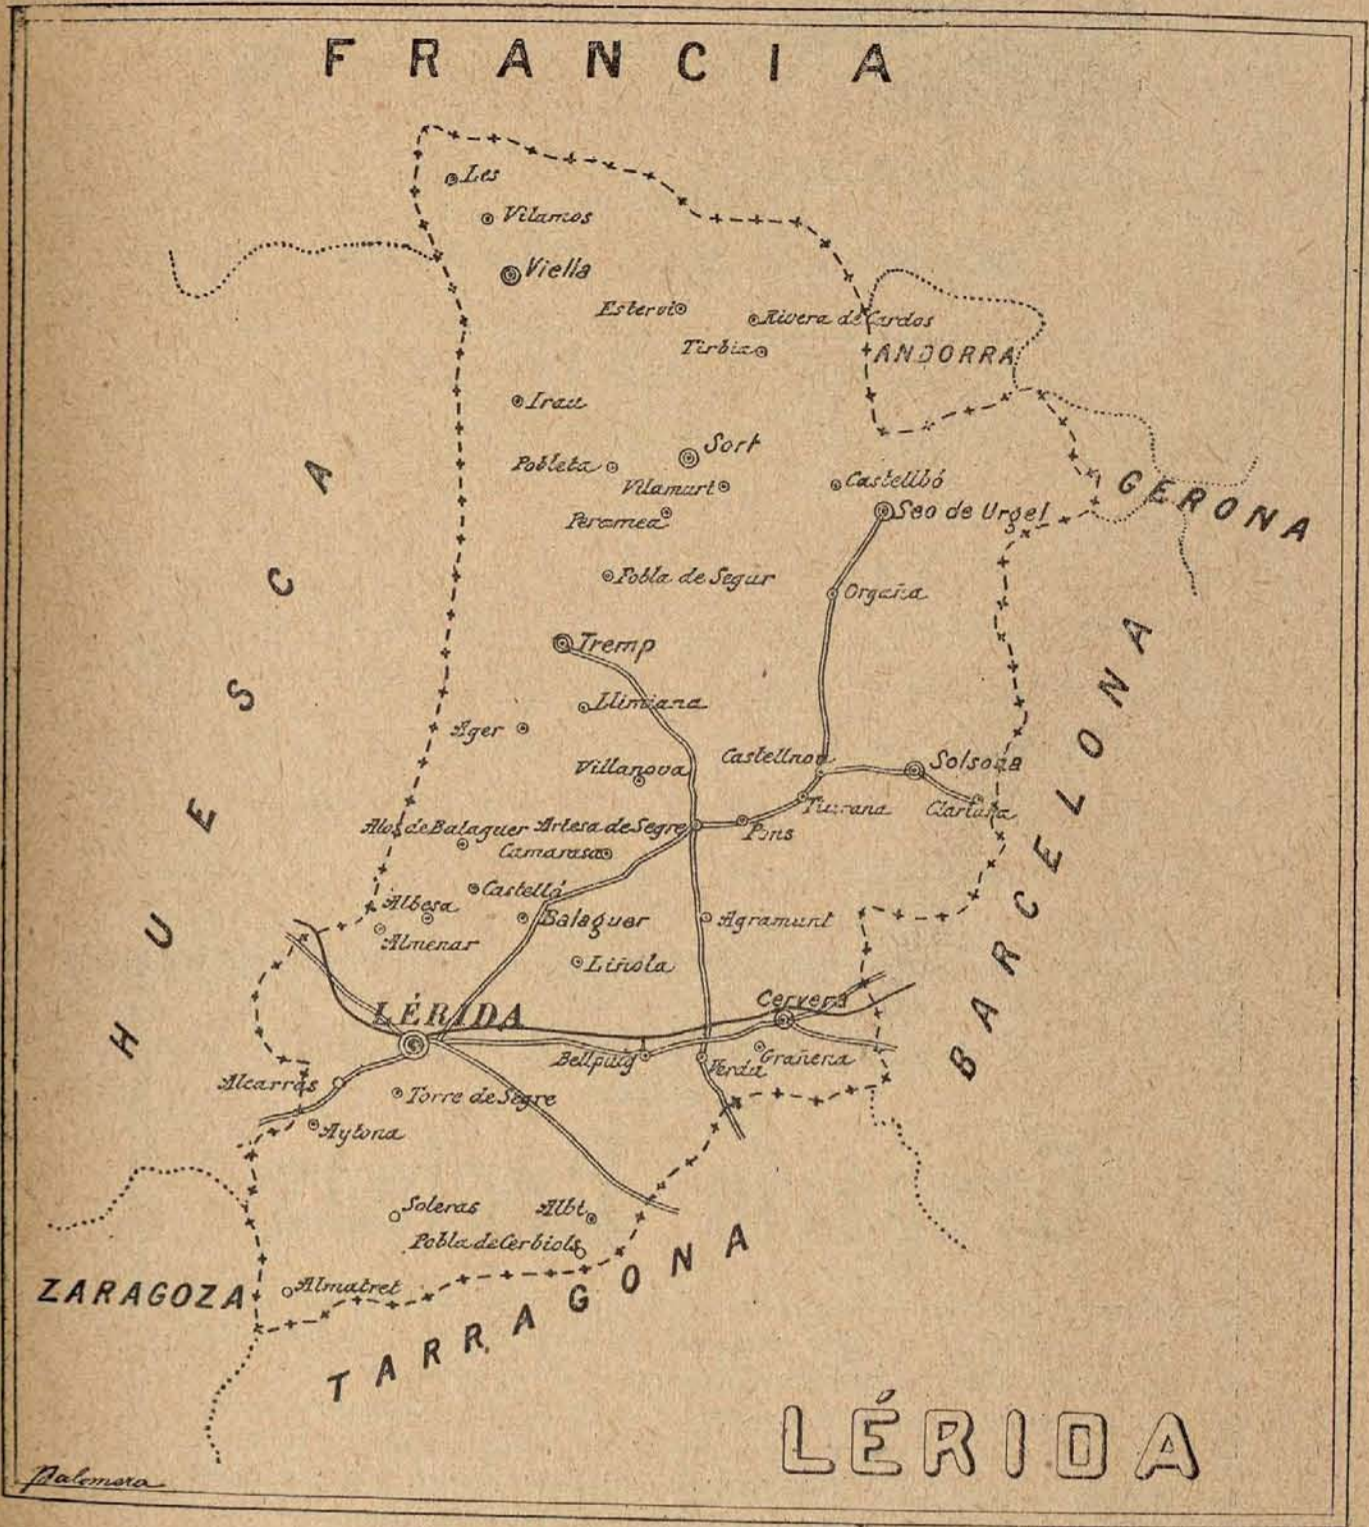 FRANCIA
Les
Vilamos
Viella
Rivera de Cardos
Tirbia
ANDORRA
Irau
Sort
Pobleta
Vilamurt
Castellbó
GERONA
Peramea
Seo de Urgel
HUESCA
Pobla de Segur
Orgaña
Tremp
BARCELONA
Llimiana
Ager
Castellnou
Solsona
Villanova
Tiurana
Alos de Balaguer
Artesa de Segre
Pons
Camarasa
Castelló
Albesa
Balaguer
Agramunt
Almenar
Liñola
LÉRIDA
Cervera
Bellpuig
Verdu
Grañena
Alcarrás
Torre de Segre
Aytona
Soleras
Albt
Pobla de Cerbiols
ZARAGOZA
Almatret
TARRAGONA
LÉRIDA
Palomera